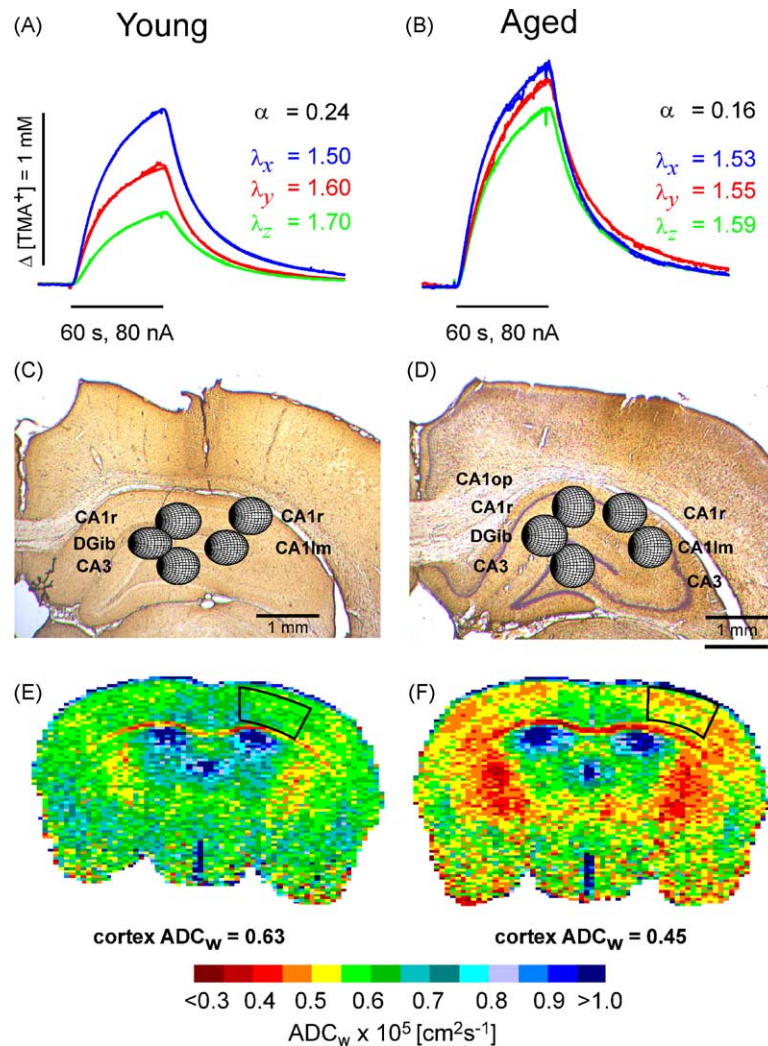 (A) Young
(B) Aged
Δ [TMA⁺] = 1 mM
α = 0.24
λx = 1.50
λy = 1.60
λz = 1.70
60 s, 80 nA
α = 0.16
λx = 1.53
λy = 1.55
λz = 1.59
60 s, 80 nA
(C)
CA1r
DGib
CA3
CA1r
CA1lm
1 mm
(D)
CA1op
CA1r
DGib
CA3
CA1r
CA1lm
CA3
1 mm
(E)
(F)
cortex ADCw = 0.63
cortex ADCw = 0.45
<0.3 0.4 0.5 0.6 0.7 0.8 0.9 >1.0
ADCw x 10⁵ [cm²s⁻¹]